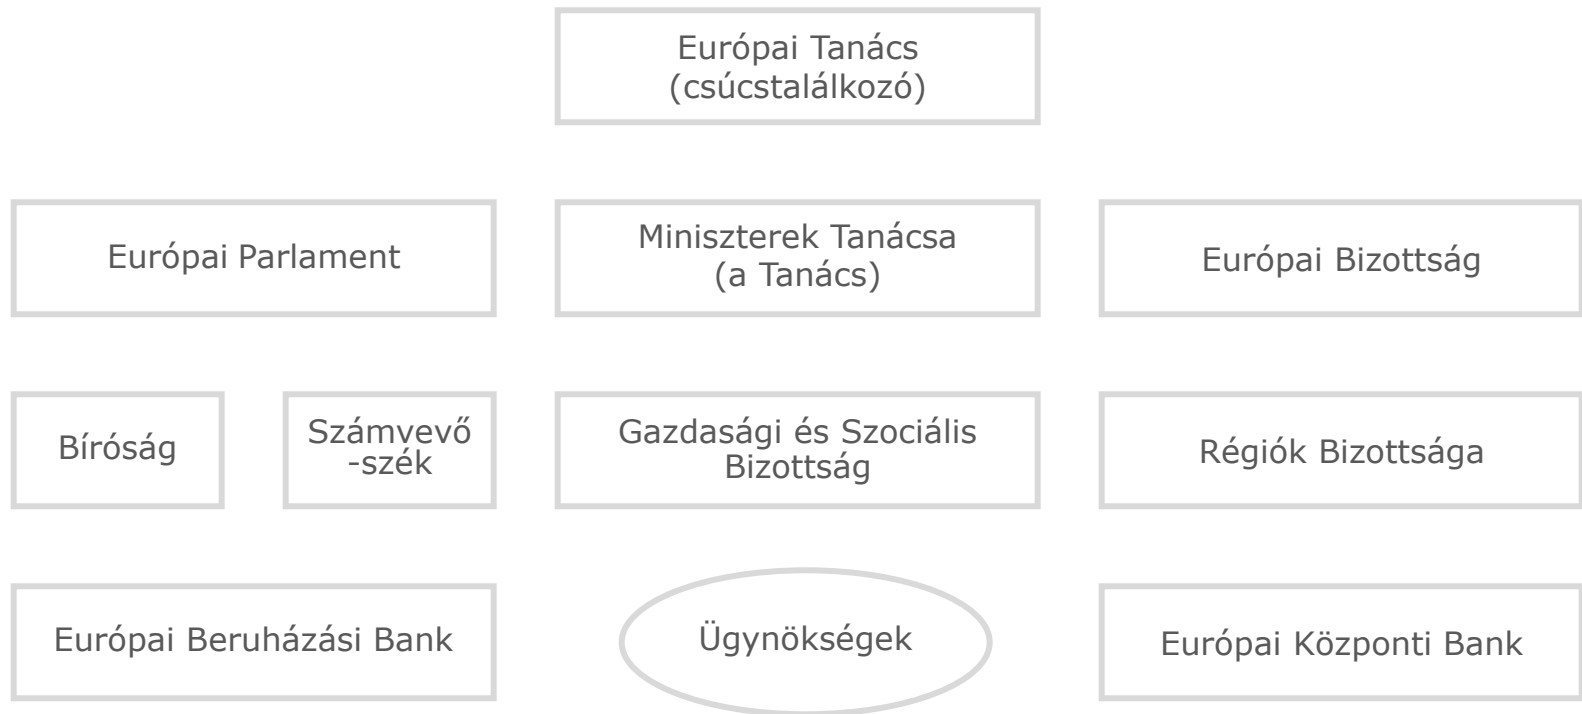 Európai Tanács
(csúcstalálkozó)
Európai Parlament
Miniszterek Tanácsa
(a Tanács)
Európai Bizottság
Bíróság
Számvevő
-szék
Gazdasági és Szociális
Bizottság
Régiók Bizottsága
Európai Beruházási Bank
Ügynökségek
Európai Központi Bank